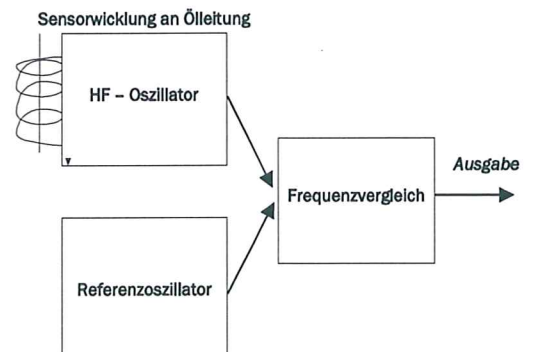 Sensorwicklung an Ölleitung
HF – Oszillator
Frequenzvergleich
Ausgabe
Referenzoszillator